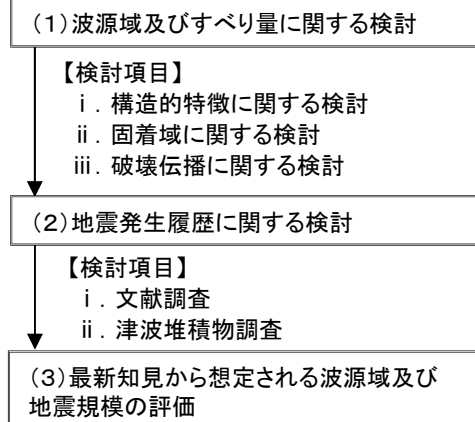 （１）波源域及びすべり量に関する検討
【検討項目】
ⅰ．構造的特徴に関する検討
ⅱ．固着域に関する検討
ⅲ．破壊伝播に関する検討
（２）地震発生履歴に関する検討
【検討項目】
ⅰ．文献調査
ⅱ．津波堆積物調査
（３）最新知見から想定される波源域及び
地震規模の評価